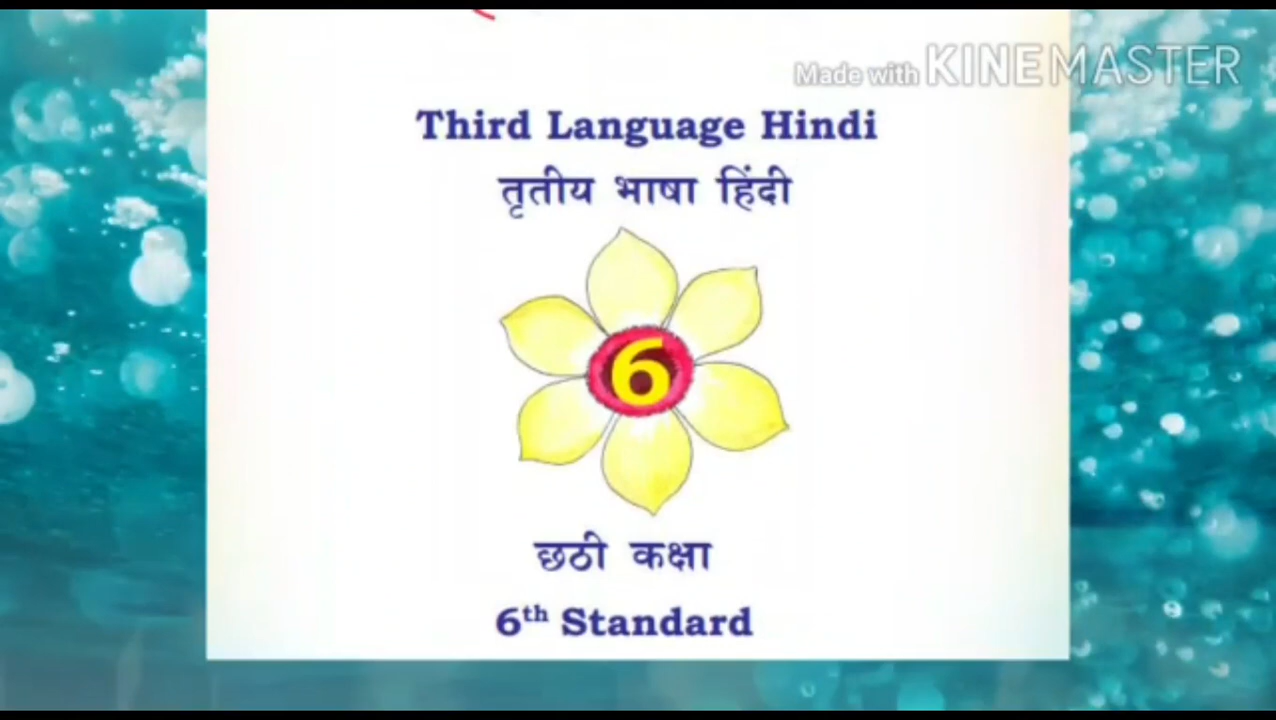 Made with KINEMASTER
Third Language Hindi
तृतीय भाषा हिंदी
6
छठी कक्षा
6th Standard